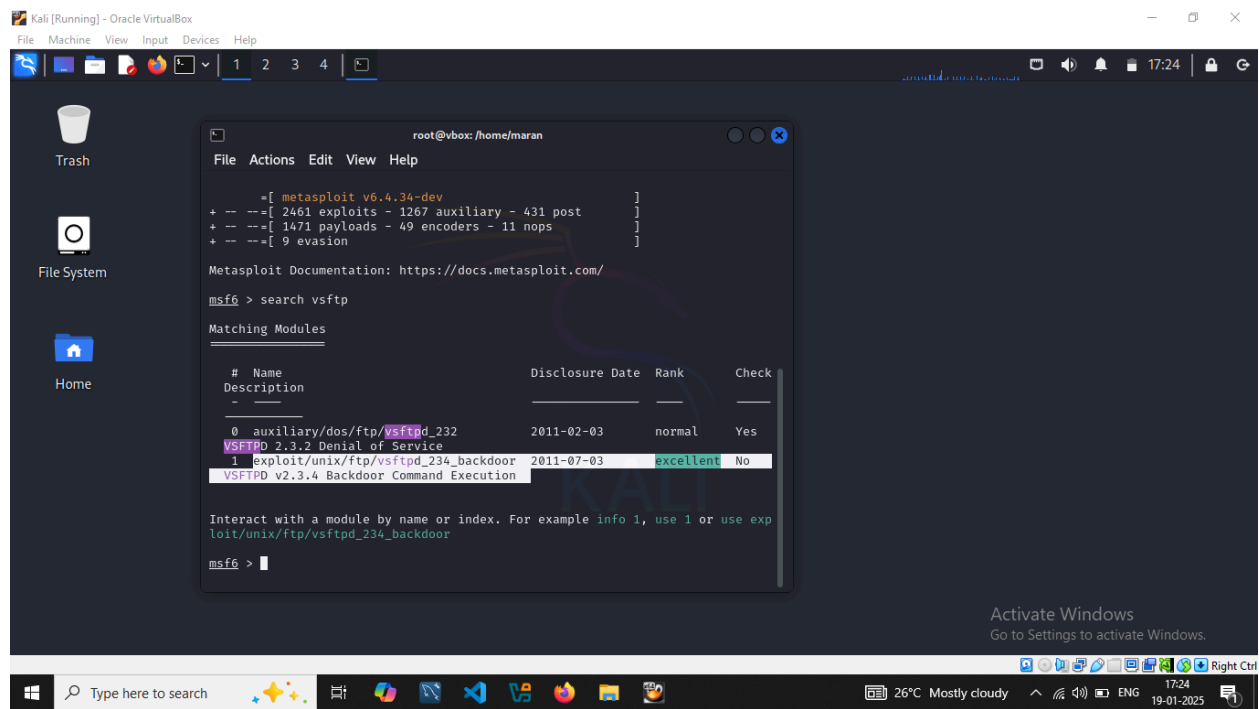 Kali [Running] - Oracle VirtualBox
File Machine View Input Devices Help
1 2 3 4 17:24
Trash
File System
Home
root@vbox: /home/maran
File Actions Edit View Help
=[ metasploit v6.4.34-dev ]
+ -- --=[ 2461 exploits - 1267 auxiliary - 431 post ]
+ -- --=[ 1471 payloads - 49 encoders - 11 nops ]
+ -- --=[ 9 evasion ]
Metasploit Documentation: https://docs.metasploit.com/
msf6 > search vsftp
Matching Modules
================
# Name Disclosure Date Rank Check
Description
- ---- --------------- ---- -----
-----------
0 auxiliary/dos/ftp/vsftpd_232 2011-02-03 normal Yes
VSFTPD 2.3.2 Denial of Service
1 exploit/unix/ftp/vsftpd_234_backdoor 2011-07-03 excellent No
VSFTPD v2.3.4 Backdoor Command Execution
Interact with a module by name or index. For example info 1, use 1 or use exp
loit/unix/ftp/vsftpd_234_backdoor
msf6 >
KALI
Activate Windows
Go to Settings to activate Windows.
Right Ctrl
Type here to search
26°C Mostly cloudy
ENG
17:24
19-01-2025
1